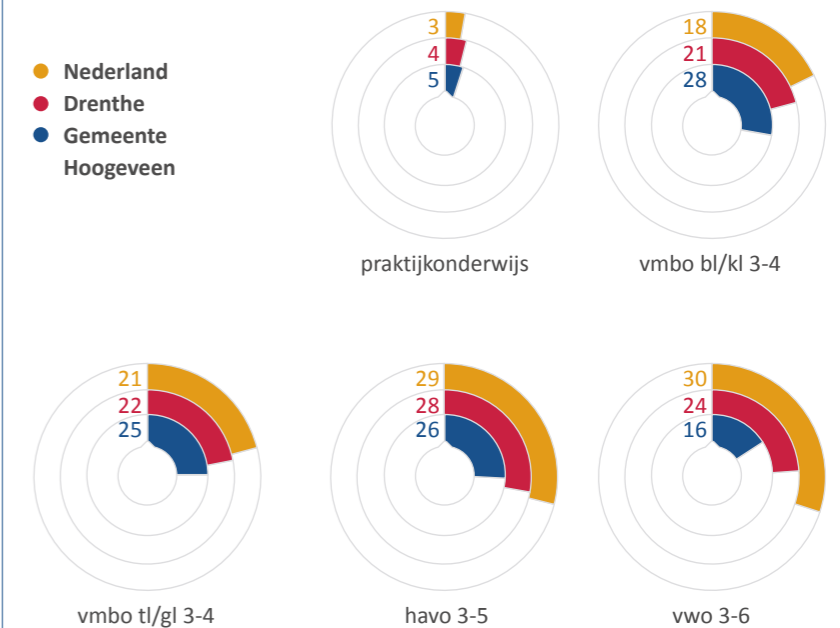 Nederland
Drenthe
Gemeente
Hoogeveen
3
4
5
praktijkonderwijs
18
21
28
vmbo bl/kl 3-4
21
22
25
vmbo tl/gl 3-4
29
28
26
havo 3-5
30
24
16
vwo 3-6